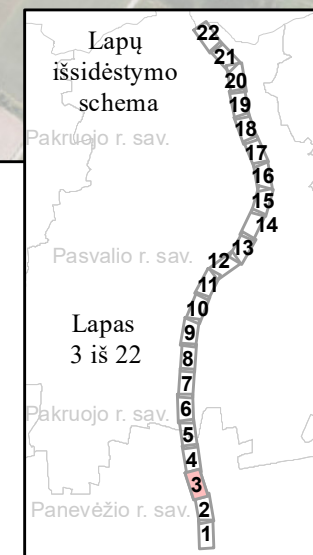 Lapų
išsidėstymo
schema
22
21
20
19
18
Pakruojo r. sav.
17
16
15
14
13
Pasvalio r. sav.
12
11
10
Lapas
3 iš 22
9
8
7
6
Pakruojo r. sav.
5
4
3
Panevėžio r. sav.
2
1